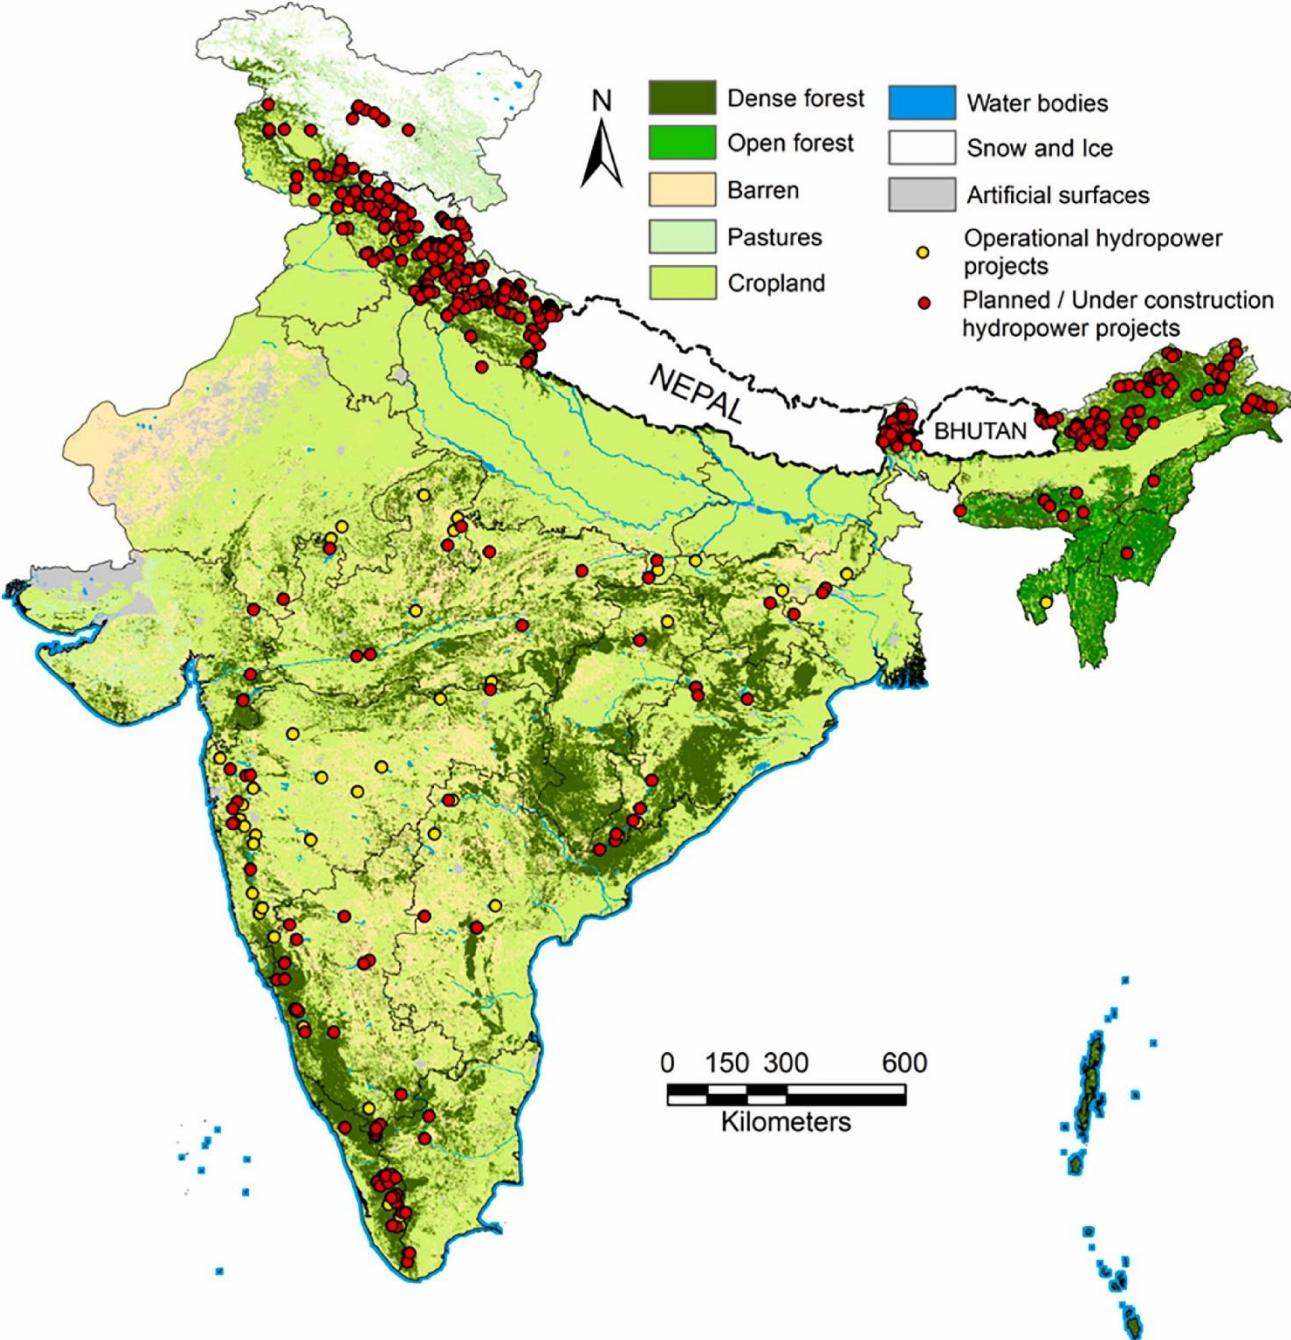 N
Dense forest
Open forest
Barren
Pastures
Cropland
Water bodies
Snow and Ice
Artificial surfaces
Operational hydropower
projects
Planned / Under construction
hydropower projects
NEPAL
BHUTAN
0 150 300 600
Kilometers